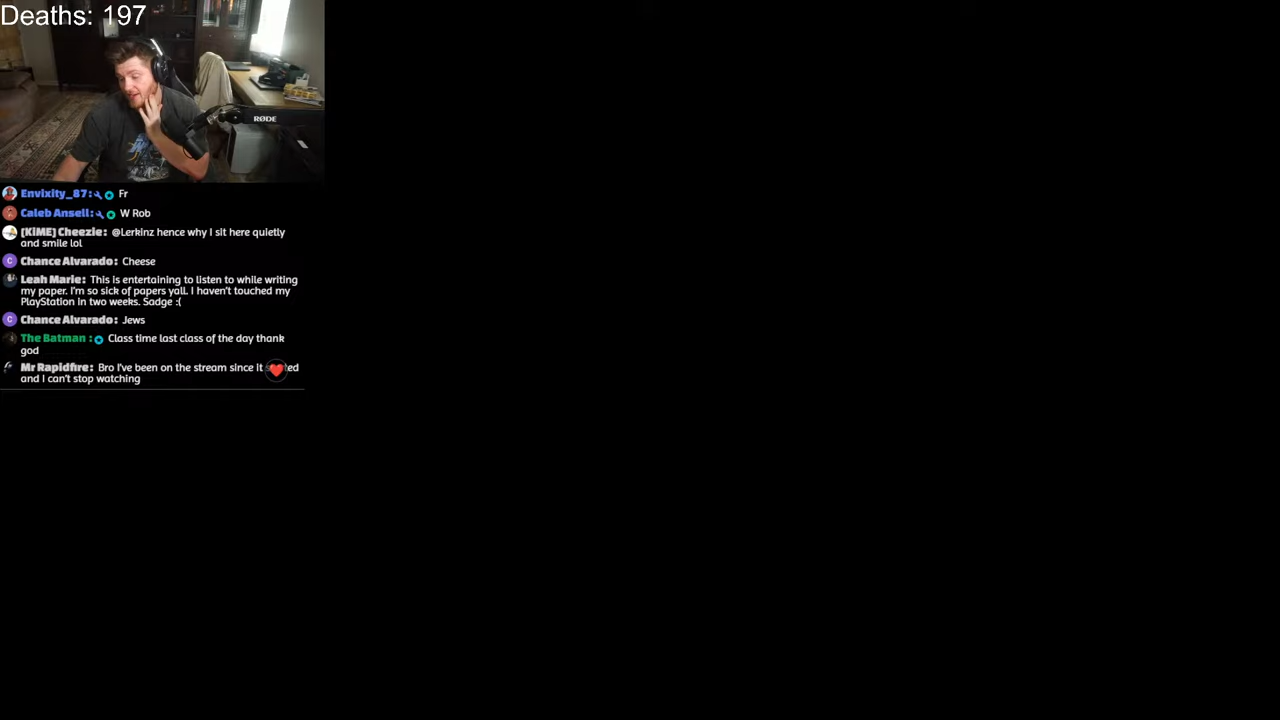 Deaths: 197
RØDE
Envixity_87: Fr
Caleb Ansell: W Rob
[KiME] Cheezie: @Lerkinz hence why I sit here quietly
and smile lol
Chance Alvarado: Cheese
Leah Marie: This is entertaining to listen to while writing
my paper. I'm so sick of papers yall. I haven't touched my
PlayStation in two weeks. Sadge :(
Chance Alvarado: Jews
The Batman : Class time last class of the day thank
god
Mr Rapidfire: Bro I've been on the stream since it
and I can't stop watching